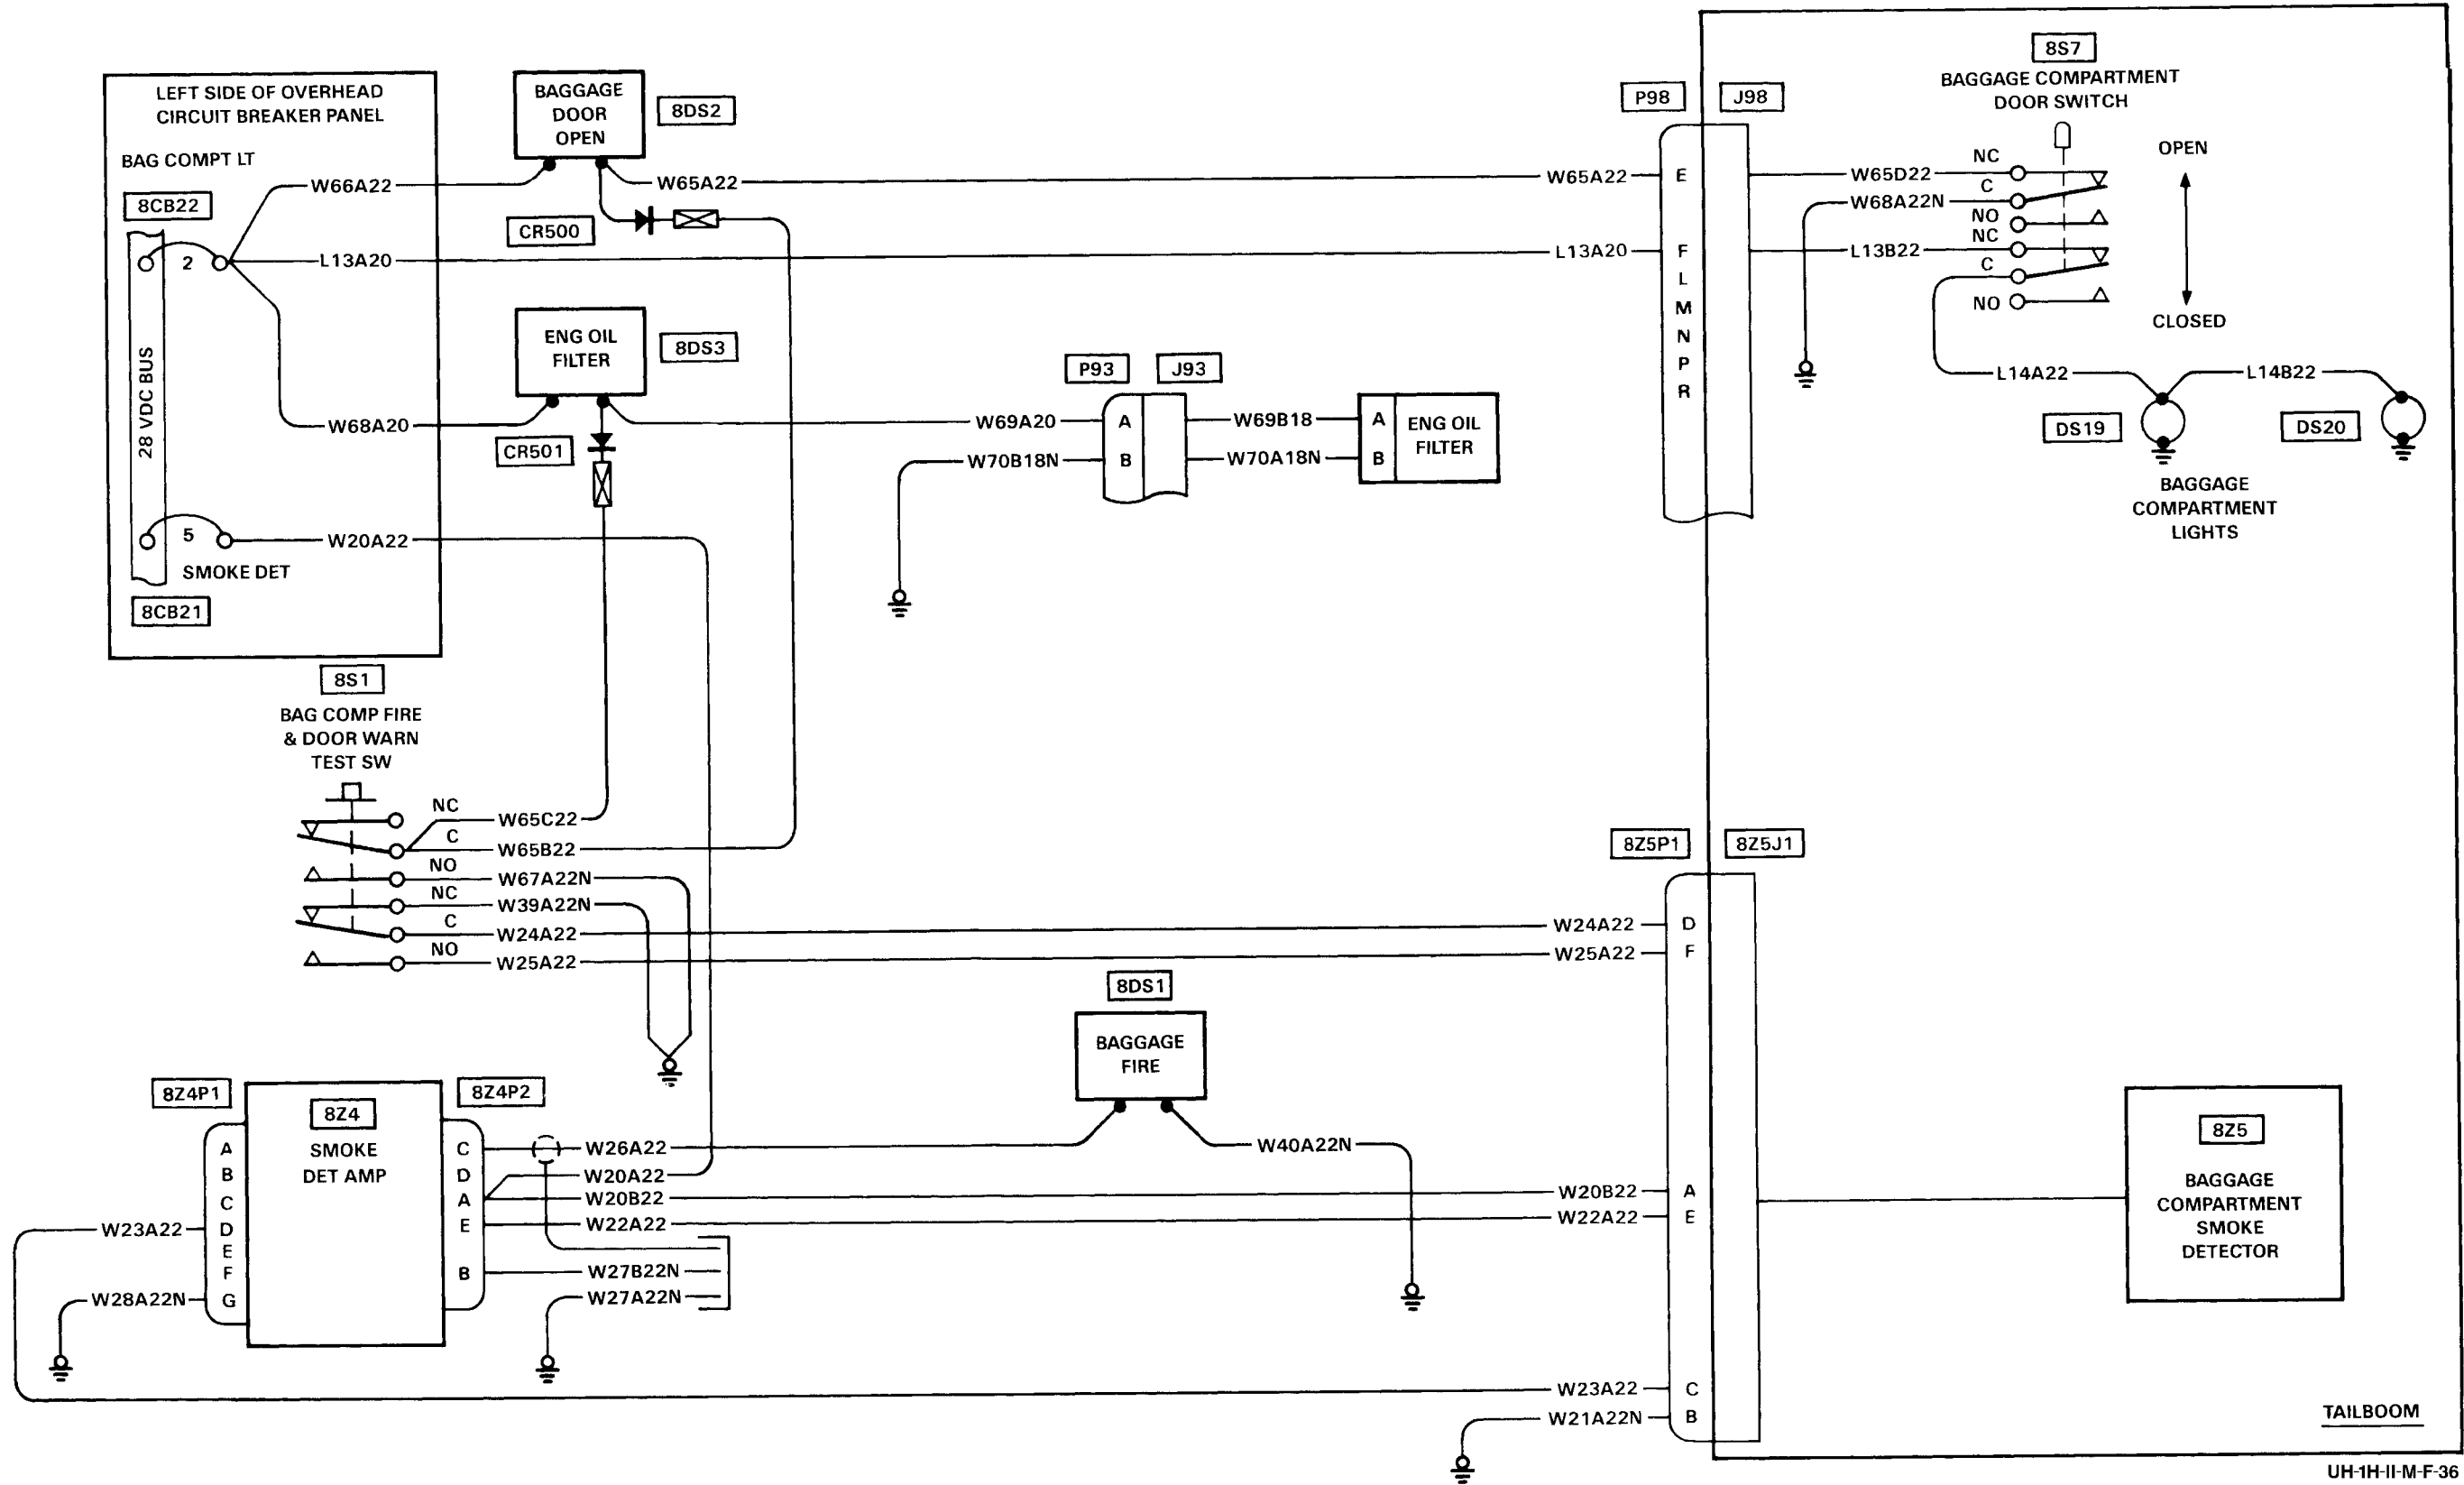 LEFT SIDE OF OVERHEAD
CIRCUIT BREAKER PANEL
BAG COMPT LT
8CB22
2
28 VDC BUS
5
SMOKE DET
8CB21
W66A22
L13A20
W68A20
W20A22
BAGGAGE
DOOR
OPEN
8DS2
W65A22
CR500
ENG OIL
FILTER
8DS3
CR501
W69A20
W70B18N
P93
J93
A
B
W69B18
W70A18N
A
B
ENG OIL
FILTER
W65A22
L13A20
P98
J98
E
F
L
M
N
P
R
8S7
BAGGAGE COMPARTMENT
DOOR SWITCH
W65D22
W68A22N
L13B22
NC
C
NO
NC
C
NO
OPEN
CLOSED
L14A22
L14B22
DS19
DS20
BAGGAGE
COMPARTMENT
LIGHTS
8S1
BAG COMP FIRE
& DOOR WARN
TEST SW
NC
C
NO
NC
C
NO
W65C22
W65B22
W67A22N
W39A22N
W24A22
W25A22
8Z5P1
8Z5J1
W24A22
W25A22
D
F
8DS1
BAGGAGE
FIRE
W40A22N
8Z4P1
8Z4
SMOKE
DET AMP
8Z4P2
A
B
C
D
E
F
G
W23A22
W28A22N
C
D
A
E
B
W26A22
W20A22
W20B22
W22A22
W27B22N
W27A22N
W20B22
W22A22
A
E
W23A22
W21A22N
C
B
8Z5
BAGGAGE
COMPARTMENT
SMOKE
DETECTOR
TAILBOOM
UH-1H-II-M-F-36